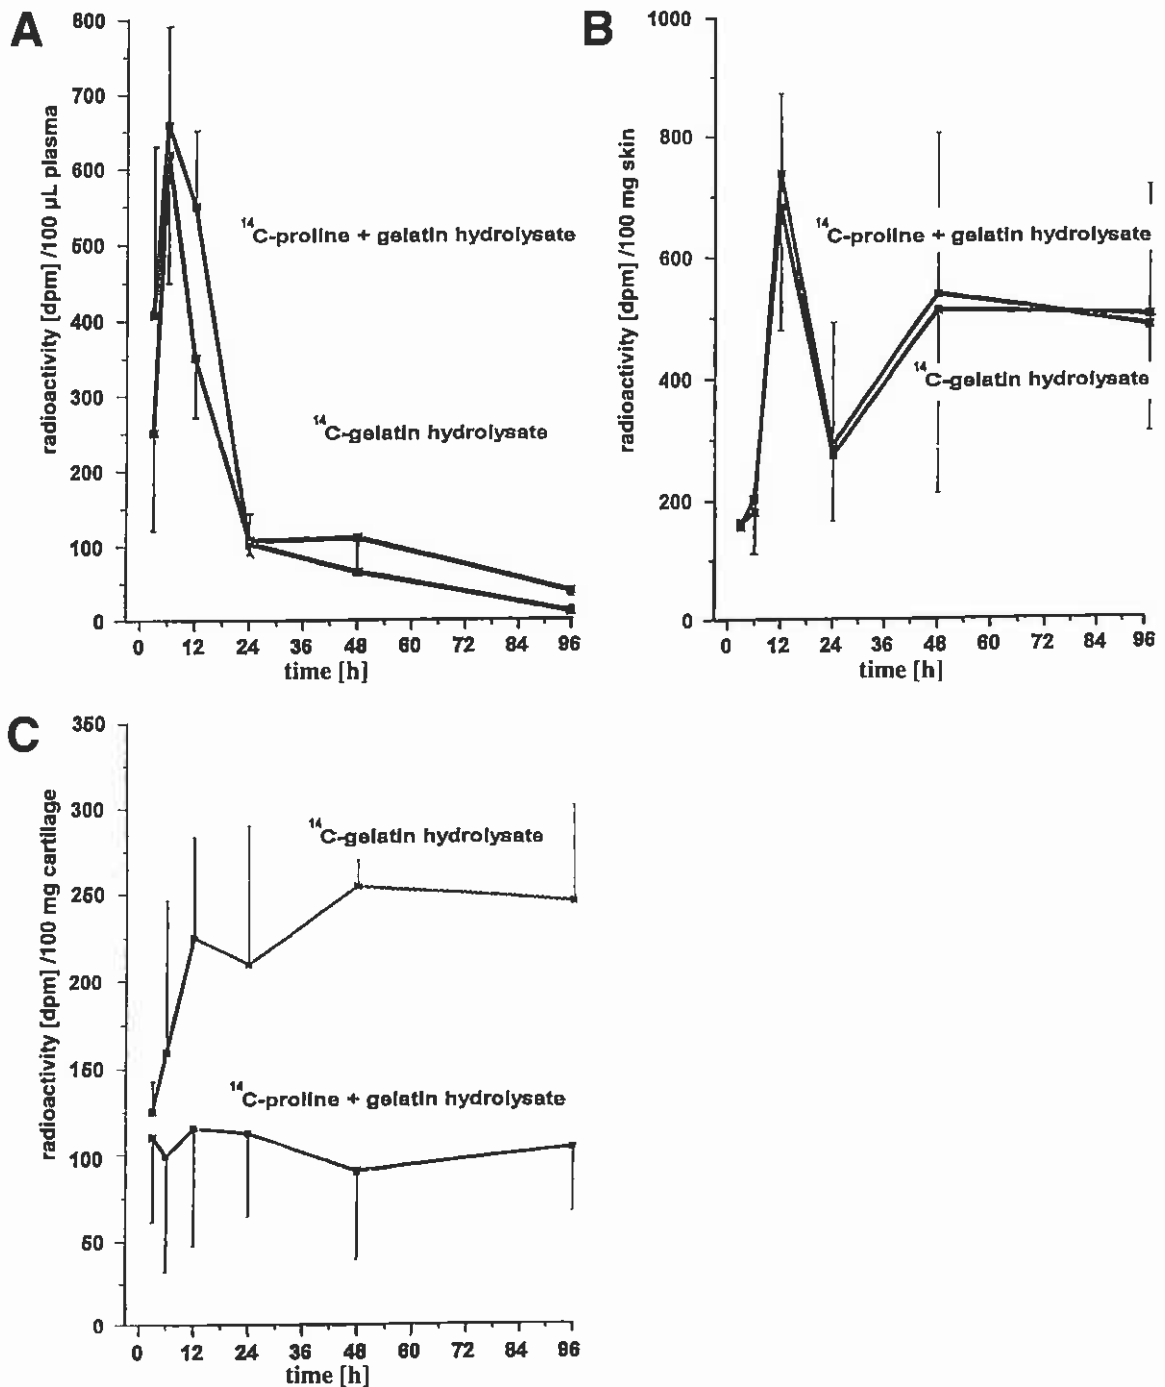 A
800
700
600
500
400
300
200
100
0
radioactivity [dpm] /100 µL plasma
14C-proline + gelatin hydrolysate
14C-gelatin hydrolysate
0 12 24 36 48 60 72 84 96
time [h]
B
1000
800
600
400
200
0
radioactivity [dpm] /100 mg skin
14C-proline + gelatin hydrolysate
14C-gelatin hydrolysate
0 12 24 36 48 60 72 84 96
time [h]
C
350
300
250
200
150
100
50
0
radioactivity [dpm] /100 mg cartilage
14C-gelatin hydrolysate
14C-proline + gelatin hydrolysate
0 12 24 36 48 60 72 84 96
time [h]